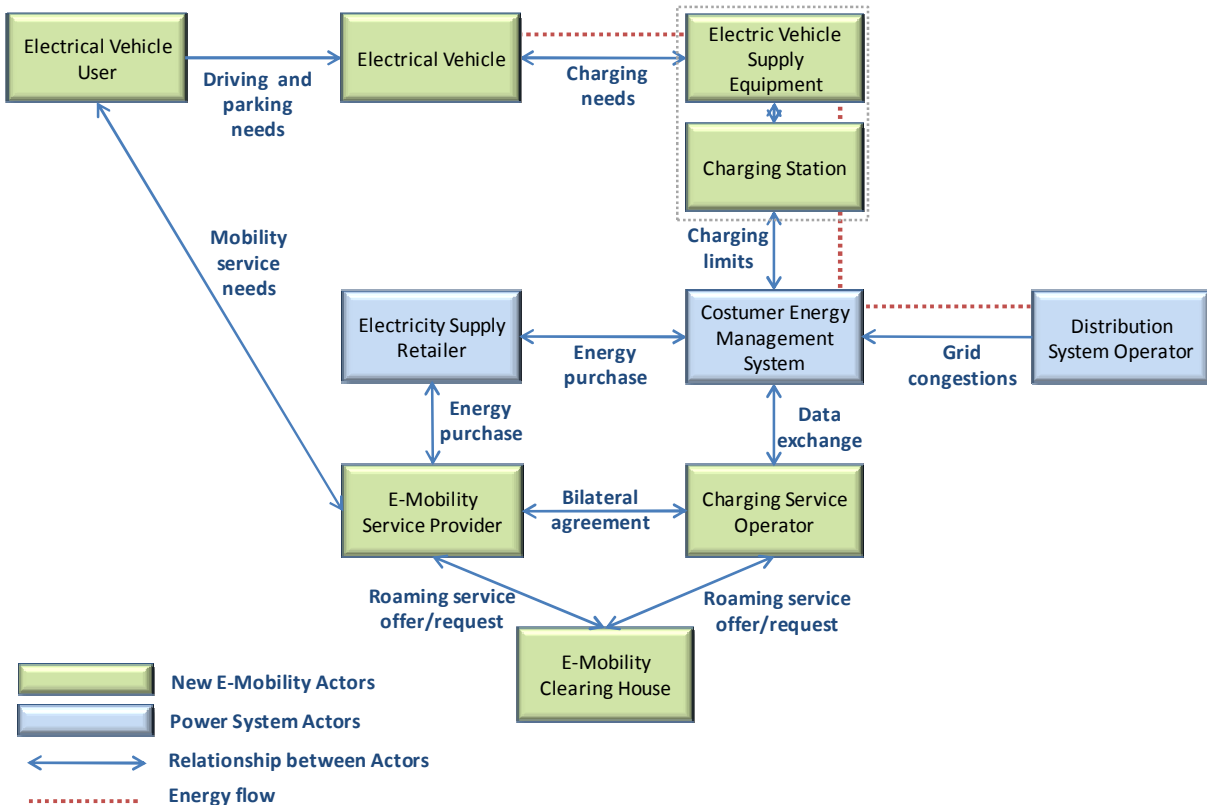 Electrical Vehicle
User
Electrical Vehicle
Electric Vehicle
Supply
Equipment
Driving and
parking
needs
Charging
needs
Charging Station
Mobility
service
needs
Charging
limits
Electricity Supply
Retailer
Costumer Energy
Management
System
Distribution
System Operator
Energy
purchase
Grid
congestions
Energy
purchase
Data
exchange
E-Mobility
Service Provider
Bilateral
agreement
Charging Service
Operator
Roaming service
offer/request
Roaming service
offer/request
E-Mobility
Clearing House
New E-Mobility Actors
Power System Actors
Relationship between Actors
Energy flow